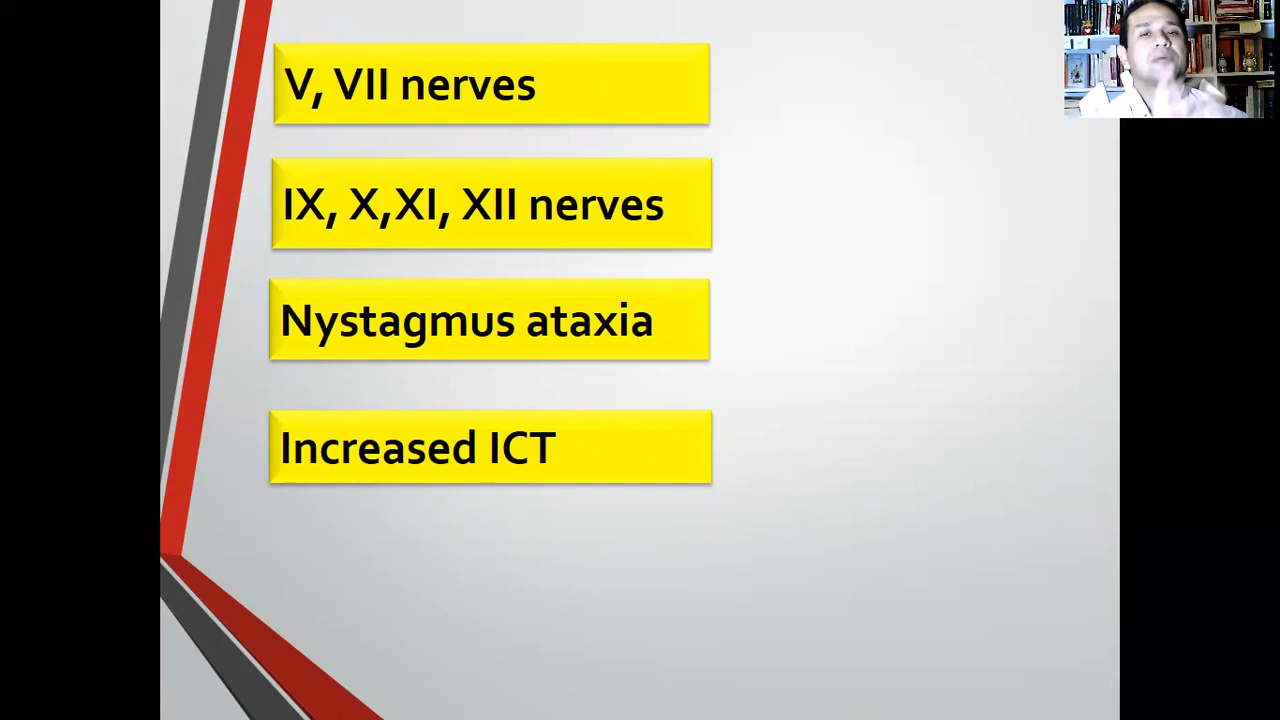 V, VII nerves
IX, X,XI, XII nerves
Nystagmus ataxia
Increased ICT